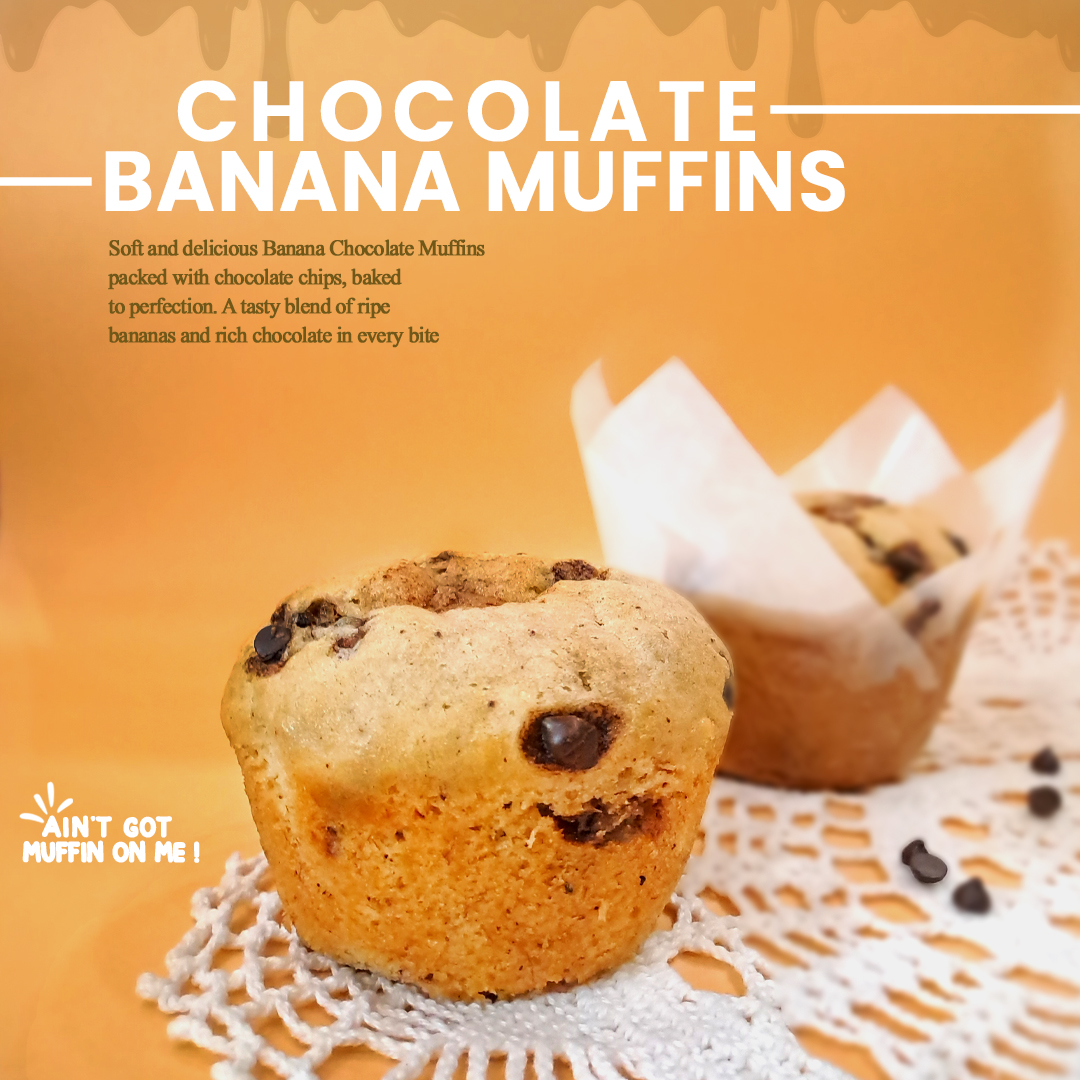 CHOCOLATE
BANANA MUFFINS
Soft and delicious Banana Chocolate Muffins
packed with chocolate chips, baked
to perfection. A tasty blend of ripe
bananas and rich chocolate in every bite
AIN'T GOT
MUFFIN ON ME !